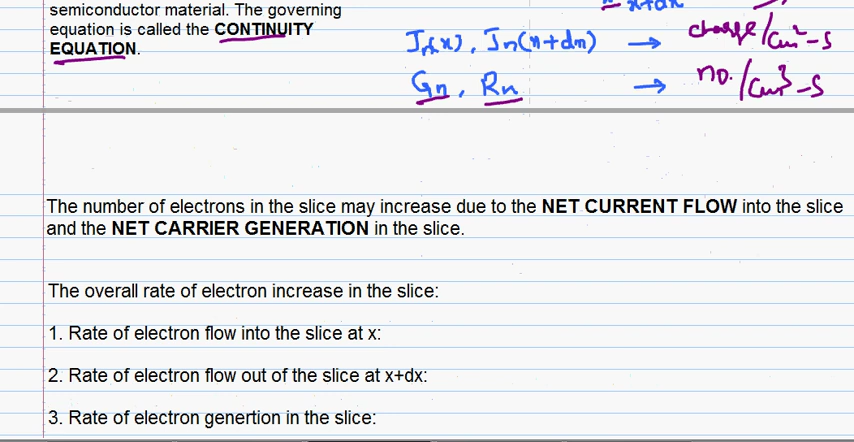 semiconductor material. The governing
equation is called the CONTINUITY
EQUATION.
x+dx
Jn(x), Jn(x+dx) → charge/cm²-s
Gn, Rn → no./cm³-s
The number of electrons in the slice may increase due to the NET CURRENT FLOW into the slice
and the NET CARRIER GENERATION in the slice.
The overall rate of electron increase in the slice:
1. Rate of electron flow into the slice at x:
2. Rate of electron flow out of the slice at x+dx:
3. Rate of electron genertion in the slice: